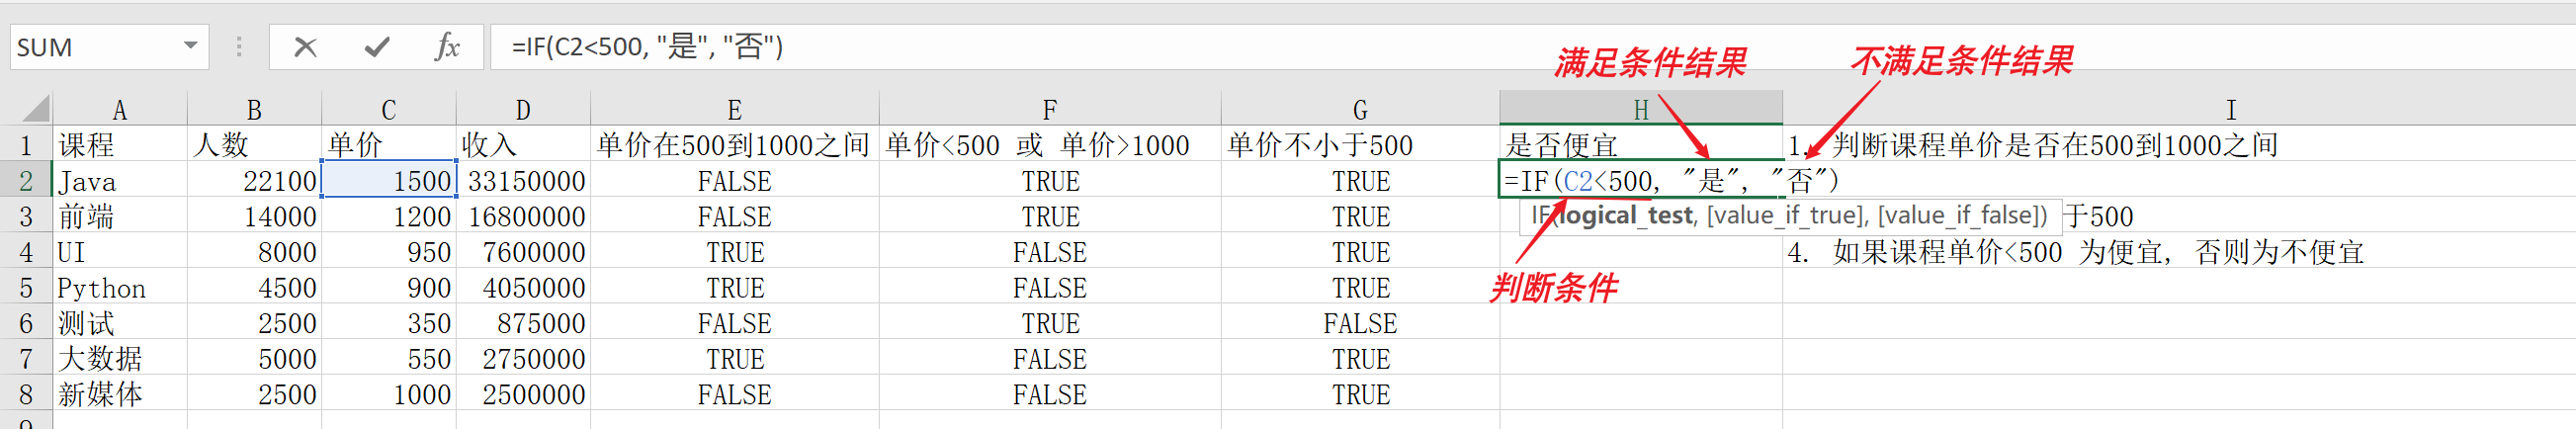 SUM
=IF(C2<500, "是", "否")
满足条件结果 不满足条件结果
A B C D E F G H I
1 课程 人数 单价 收入 单价在500到1000之间 单价<500 或 单价>1000 单价不小于500 是否便宜 1. 判断课程单价是否在500到1000之间
2 Java 22100 1500 33150000 FALSE TRUE TRUE =IF(C2<500, "是", "否")
3 前端 14000 1200 16800000 FALSE TRUE TRUE IF(logical_test, [value_if_true], [value_if_false]) 于500
4 UI 8000 950 7600000 TRUE FALSE TRUE 4. 如果课程单价<500 为便宜, 否则为不便宜
判断条件
5 Python 4500 900 4050000 TRUE FALSE TRUE
6 测试 2500 350 875000 FALSE TRUE FALSE
7 大数据 5000 550 2750000 TRUE FALSE TRUE
8 新媒体 2500 1000 2500000 FALSE FALSE TRUE
9